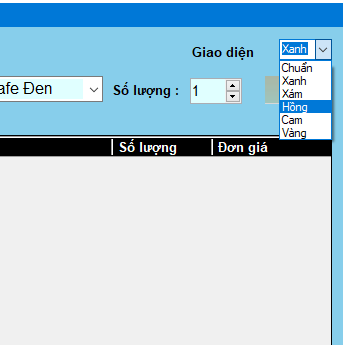 Giao diện Xanh
Chuẩn
Xanh
Xám
Hồng
Cam
Vàng
afe Đen Số lượng : 1
Số lượng Đơn giá